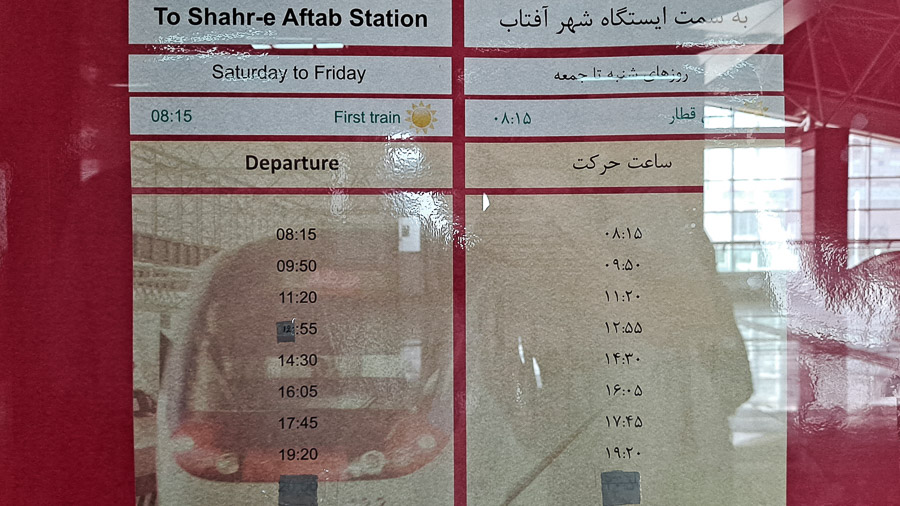 To Shahr-e Aftab Station
به سمت ایستگاه شهر آفتاب
Saturday to Friday
روزهای شنبه تا جمعه
08:15 First train
۰۸:۱۵ قطار
Departure
ساعت حرکت
08:15
۰۸:۱۵
09:50
۰۹:۵۰
11:20
۱۱:۲۰
12:55
۱۲:۵۵
14:30
۱۴:۳۰
16:05
۱۶:۰۵
17:45
۱۷:۴۵
19:20
۱۹:۲۰